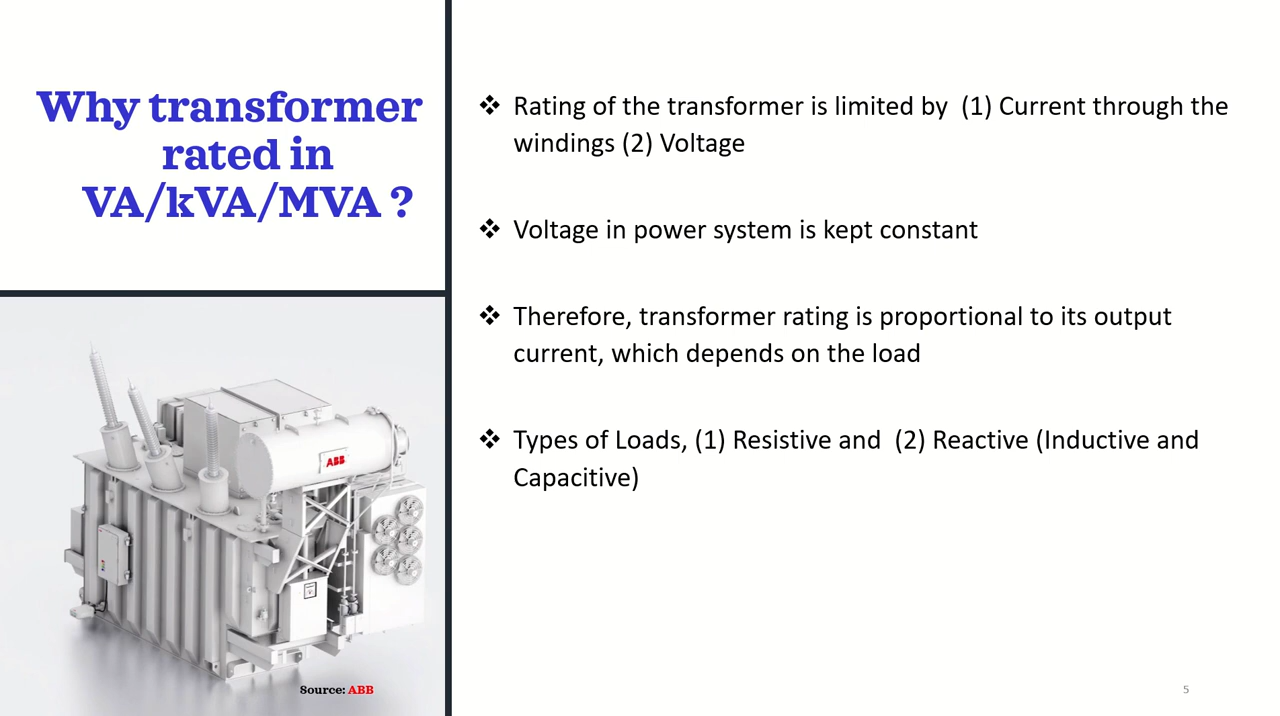 Why transformer
rated in
VA/kVA/MVA ?
❖ Rating of the transformer is limited by (1) Current through the
windings (2) Voltage
❖ Voltage in power system is kept constant
❖ Therefore, transformer rating is proportional to its output
current, which depends on the load
❖ Types of Loads, (1) Resistive and (2) Reactive (Inductive and
Capacitive)
ABB
Source: ABB
5